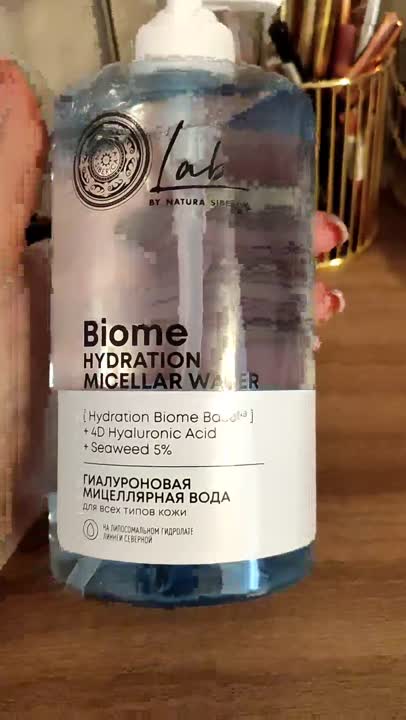 Lab
BY NATURA SIBERICA
Biome
HYDRATION
MICELLAR WATER
[Hydration Biome Base]
+ 4D Hyaluronic Acid
+ Seaweed 5%
ГИАЛУРОНОВАЯ
МИЦЕЛЛЯРНАЯ ВОДА
для всех типов кожи
НА ЛИПОСОМАЛЬНОМ ГИДРОЛАТЕ
ЛИННЕИ СЕВЕРНОЙ